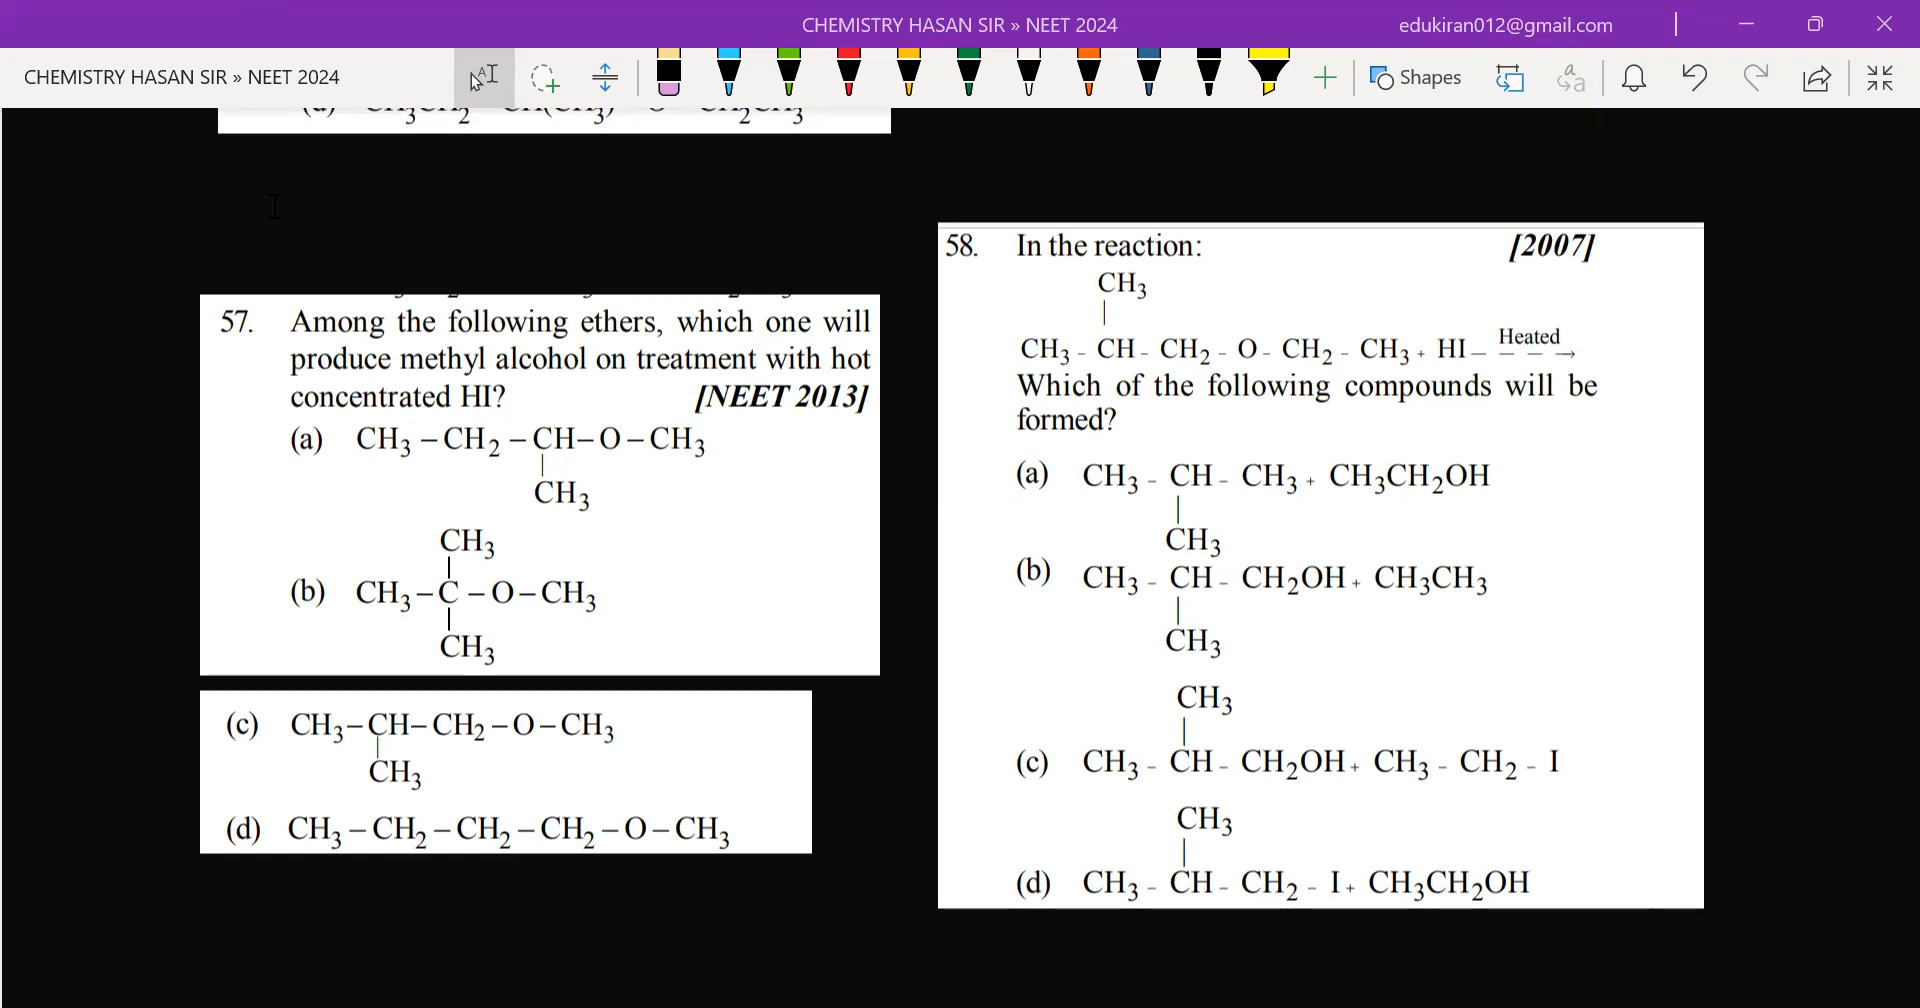 CHEMISTRY HASAN SIR » NEET 2024
edukiran012@gmail.com
CHEMISTRY HASAN SIR » NEET 2024
Shapes
57. Among the following ethers, which one will
produce methyl alcohol on treatment with hot
concentrated HI? [NEET 2013]
(a) CH3 – CH2 – CH – O – CH3
CH3
CH3
(b) CH3 – C – O – CH3
CH3
(c) CH3 – CH – CH2 – O – CH3
CH3
(d) CH3 – CH2 – CH2 – CH2 – O – CH3
58. In the reaction: [2007]
CH3
CH3 - CH - CH2 - O - CH2 - CH3 + HI Heated →
Which of the following compounds will be
formed?
(a) CH3 - CH - CH3 + CH3CH2OH
CH3
(b) CH3 - CH - CH2OH + CH3CH3
CH3
CH3
(c) CH3 - CH - CH2OH + CH3 - CH2 - I
CH3
(d) CH3 - CH - CH2 - I + CH3CH2OH